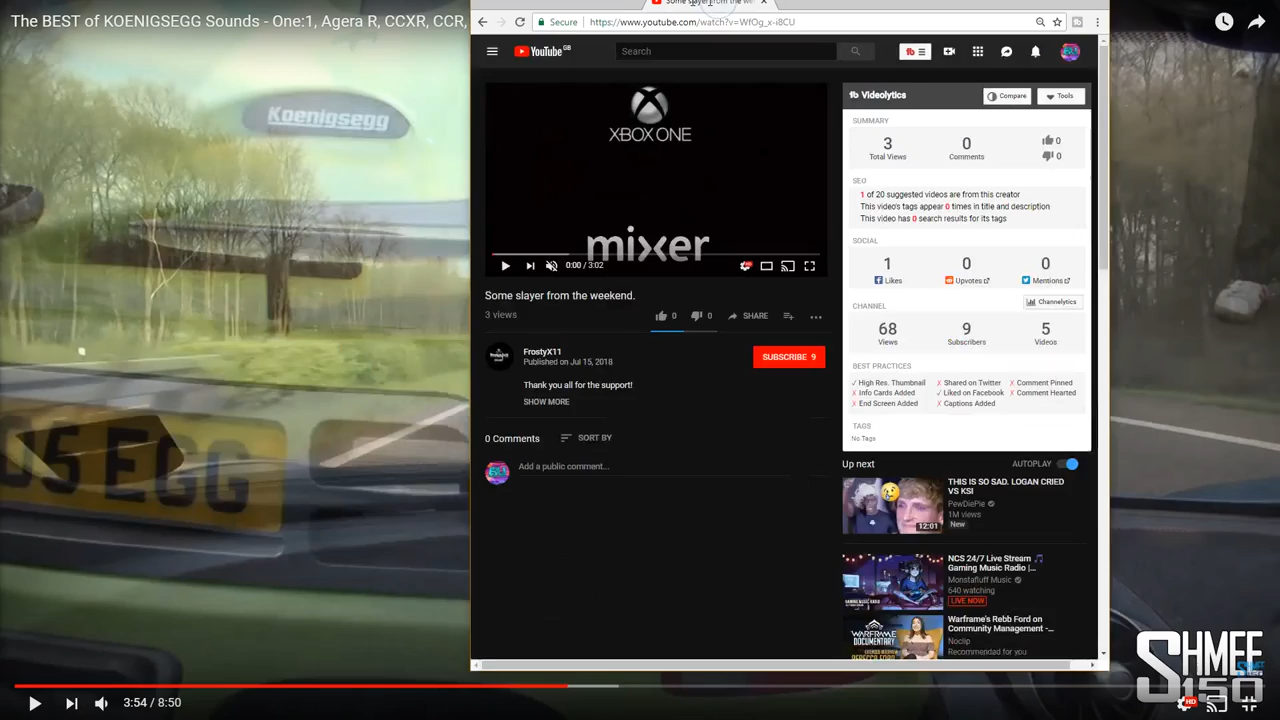 The BEST of KOENIGSEGG Sounds - One:1, Agera R, CCXR, CCR,
Koenigsegg
EGG
3:54 / 8:50
SHMEE
150
Some slayer from the we
Secure
https://www.youtube.com/watch?v=WfOg_x-i8CU
YouTube GB
Search
XBOX ONE
mixer
0:00 / 3:02
Some slayer from the weekend.
3 views
0
0
SHARE
FrostyX11
Published on Jul 15, 2018
SUBSCRIBE 9
Thank you all for the support!
SHOW MORE
0 Comments
SORT BY
Add a public comment...
Videolytics
Compare
Tools
SUMMARY
3
Total Views
0
Comments
0
0
SEO
1 of 20 suggested videos are from this creator
This video's tags appear 0 times in title and description
This video has 0 search results for its tags
SOCIAL
1
Likes
0
Upvotes
0
Mentions
CHANNEL
Channelytics
68
Views
9
Subscribers
5
Videos
BEST PRACTICES
✓ High Res. Thumbnail
✗ Shared on Twitter
✗ Comment Pinned
✗ Info Cards Added
✓ Liked on Facebook
✗ Comment Hearted
✗ End Screen Added
✗ Captions Added
TAGS
No Tags
Up next
AUTOPLAY
THIS IS SO SAD. LOGAN CRIED
VS KSI
PewDiePie
1M views
New
12:01
NCS 24/7 Live Stream 🎵
Gaming Music Radio |...
Monstafluff Music
640 watching
LIVE NOW
Warframe's Rebb Ford on
Community Management -...
Noclip
Recommended for you
WARFRAME
DOCUMENTARY
REBECCA FORD